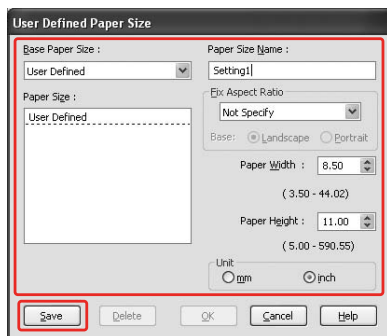 User Defined Paper Size
Base Paper Size :
User Defined
Paper Size :
User Defined
Paper Size Name :
Setting1
Fix Aspect Ratio
Not Specify
Base: Landscape Portrait
Paper Width : 8.50
( 3.50 - 44.02)
Paper Height : 11.00
( 5.00 - 590.55)
Unit
mm inch
Save Delete OK Cancel Help